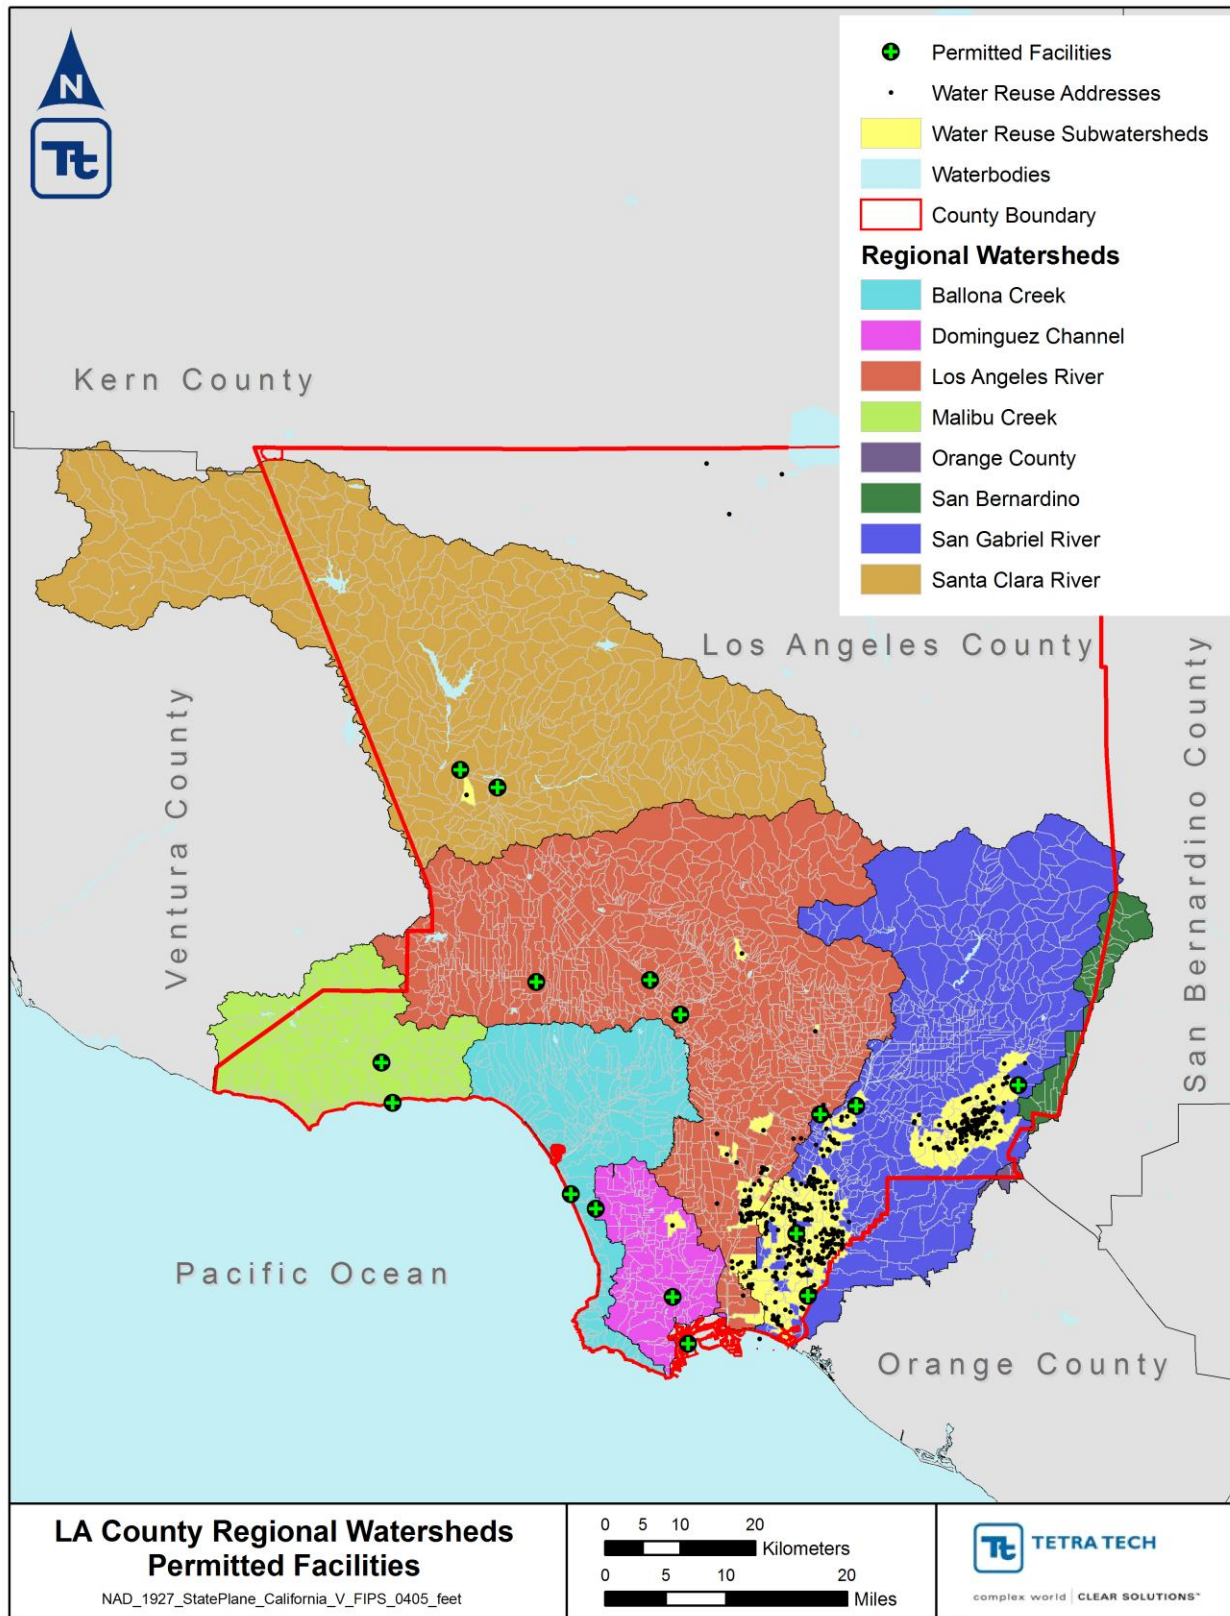 N
Tt
Permitted Facilities
Water Reuse Addresses
Water Reuse Subwatersheds
Waterbodies
County Boundary
Regional Watersheds
Ballona Creek
Dominguez Channel
Los Angeles River
Malibu Creek
Orange County
San Bernardino
San Gabriel River
Santa Clara River
Kern County
Los Angeles County
Ventura County
San Bernardino County
Pacific Ocean
Orange County
LA County Regional Watersheds
Permitted Facilities
NAD_1927_StatePlane_California_V_FIPS_0405_feet
0 5 10 20
Kilometers
0 5 10 20
Miles
Tt TETRA TECH
complex world | CLEAR SOLUTIONS™